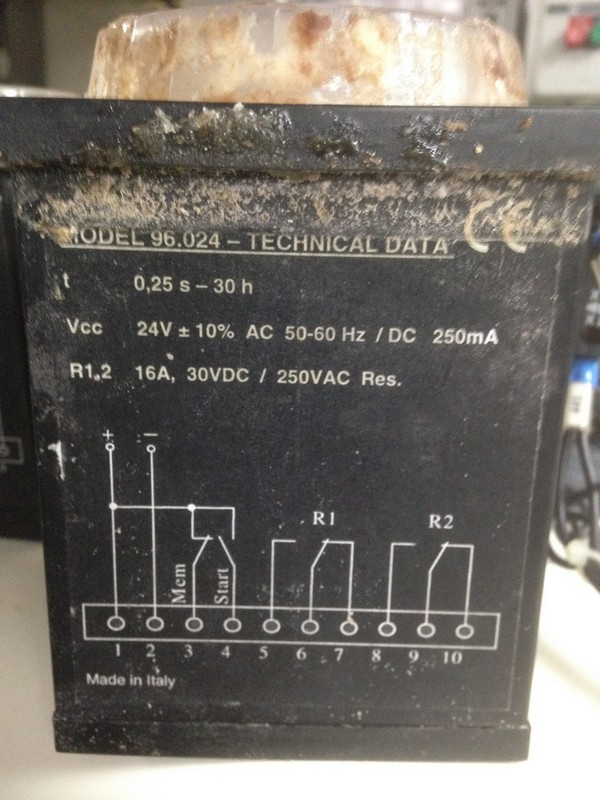 MODEL 96.024 – TECHNICAL DATA CE
t 0,25 s – 30 h
Vcc 24V ± 10% AC 50-60 Hz / DC 250mA
R1,2 16A, 30VDC / 250VAC Res.
+ –
R1 R2
Mem Start
1 2 3 4 5 6 7 8 9 10
Made in Italy